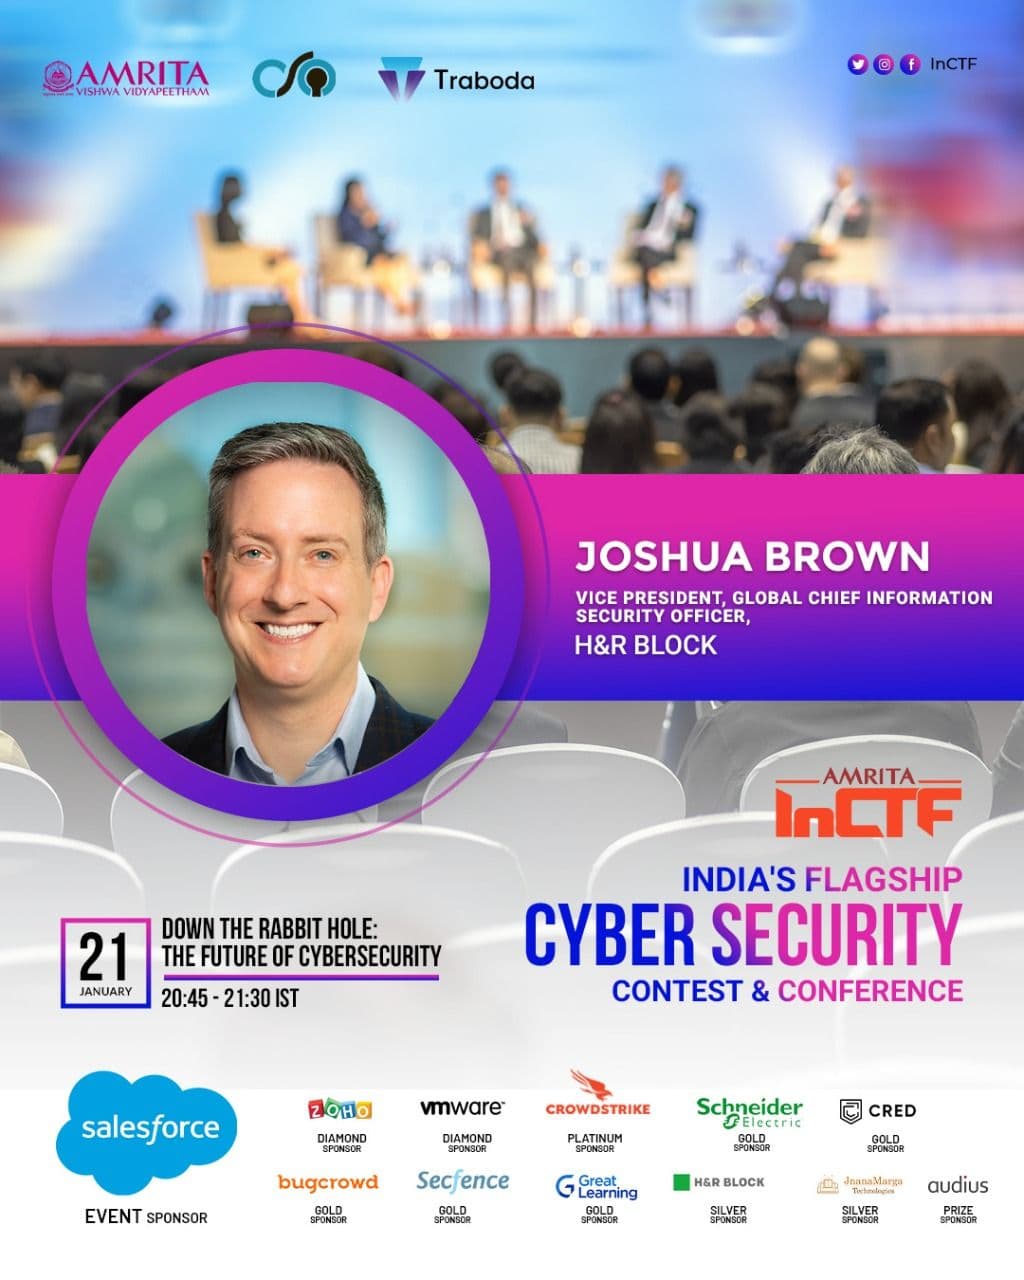 AMRITA
VISHWA VIDYAPEETHAM
Traboda
InCTF
JOSHUA BROWN
VICE PRESIDENT, GLOBAL CHIEF INFORMATION
SECURITY OFFICER,
H&R BLOCK
AMRITA
InCTF
INDIA'S FLAGSHIP
CYBER SECURITY
CONTEST & CONFERENCE
21
JANUARY
DOWN THE RABBIT HOLE:
THE FUTURE OF CYBERSECURITY
20:45 - 21:30 IST
salesforce
EVENT SPONSOR
ZOHO
DIAMOND
SPONSOR
vmware
DIAMOND
SPONSOR
CROWDSTRIKE
PLATINUM
SPONSOR
Schneider
Electric
GOLD
SPONSOR
CRED
GOLD
SPONSOR
bugcrowd
GOLD
SPONSOR
Secfence
GOLD
SPONSOR
Great
Learning
GOLD
SPONSOR
H&R BLOCK
SILVER
SPONSOR
JnanaMarga
Technologies
SILVER
SPONSOR
audius
PRIZE
SPONSOR